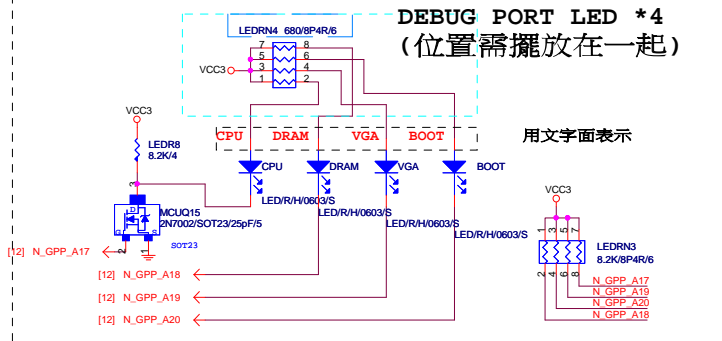 DEBUG PORT LED *4
(位置需擺放在一起)
LEDRN4 680/8P4R/6
7 8
5 6
3 4
1 2
VCC3
VCC3
LEDR8
8.2K/4
CPU DRAM VGA BOOT
用文字面表示
CPU DRAM VGA BOOT
LED/R/H/0603/S
LED/R/H/0603/S
LED/R/H/0603/S
LED/R/H/0603/S
3
D
G S
MCUQ15
2N7002/SOT23/25pF/5
SOT23
2 1
[12] N_GPP_A17
[12] N_GPP_A18
[12] N_GPP_A19
[12] N_GPP_A20
VCC3
1 3 5 7
LEDRN3
8.2K/8P4R/6
2 4 6 8
N_GPP_A17
N_GPP_A19
N_GPP_A20
N_GPP_A18